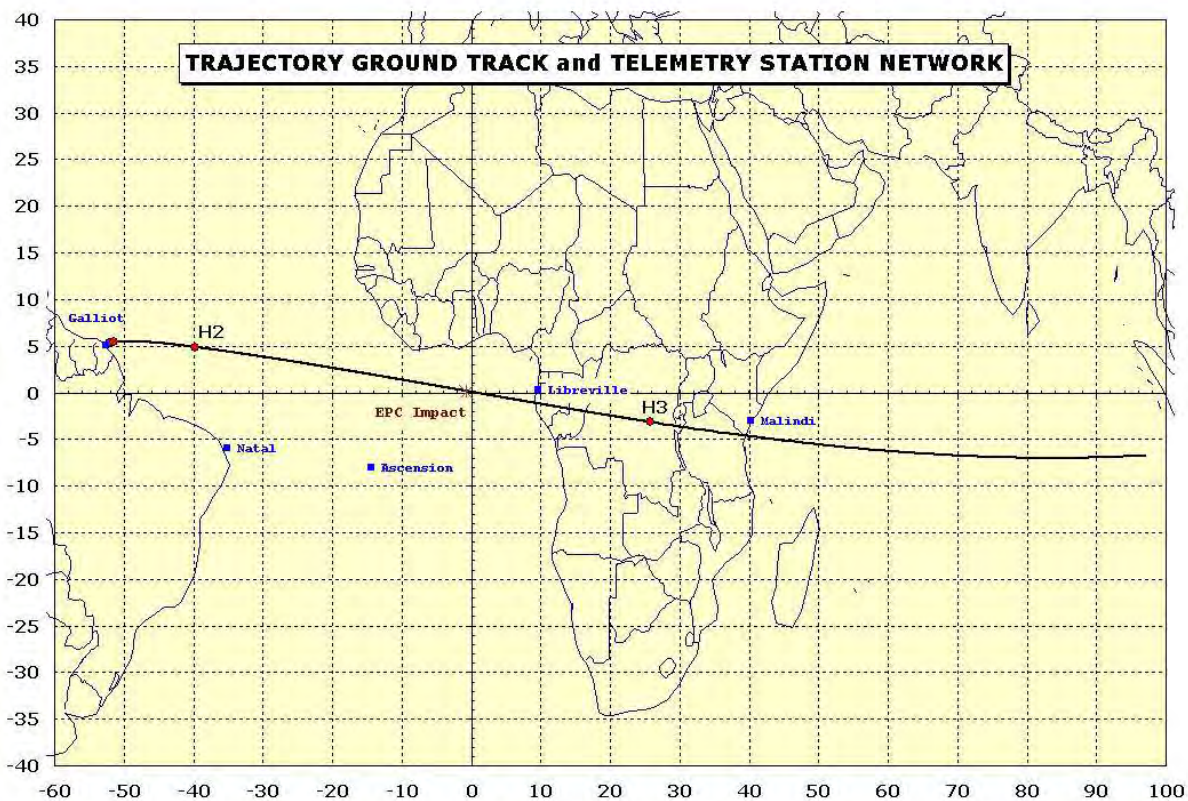 TRAJECTORY GROUND TRACK and TELEMETRY STATION NETWORK
40
35
30
25
20
15
10
5
0
-5
-10
-15
-20
-25
-30
-35
-40
Galliot
H2
Libreville
EPC Impact
H3
Malindi
Natal
Ascension
-60 -50 -40 -30 -20 -10 0 10 20 30 40 50 60 70 80 90 100